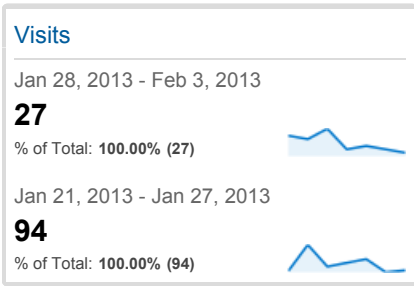 Visits
Jan 28, 2013 - Feb 3, 2013
27
% of Total: 100.00% (27)
Jan 21, 2013 - Jan 27, 2013
94
% of Total: 100.00% (94)